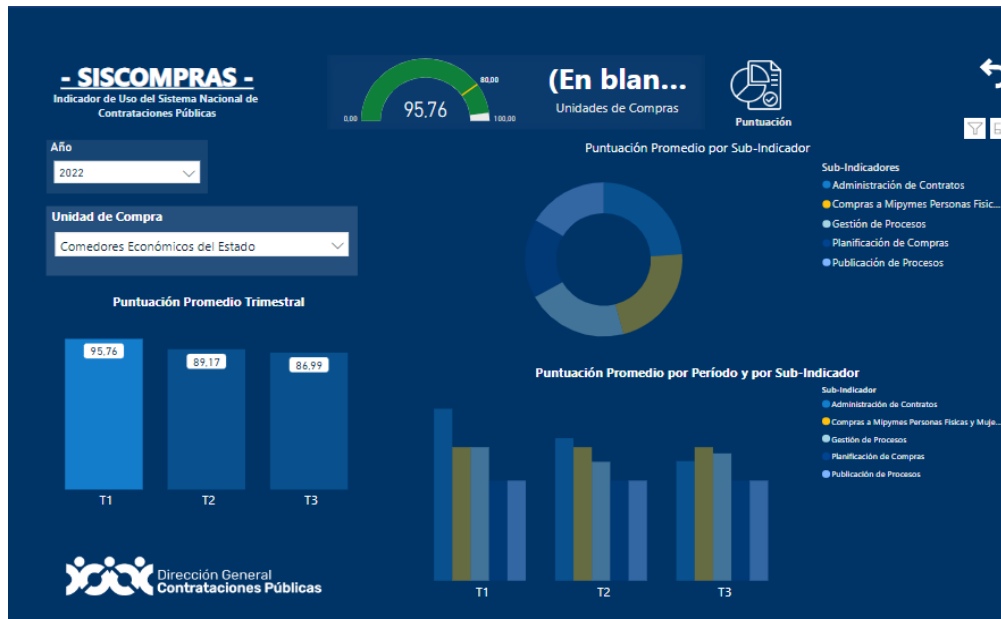 - SISCOMPRAS -
Indicador de Uso del Sistema Nacional de
Contrataciones Públicas
0,00
95,76
80,00
100,00
(En blan...
Unidades de Compras
Puntuación
Año
2022
Unidad de Compra
Comedores Económicos del Estado
Puntuación Promedio por Sub-Indicador
Sub-Indicadores
Administración de Contratos
Compras a Mipymes Personas Fisic...
Gestión de Procesos
Planificación de Compras
Publicación de Procesos
Puntuación Promedio Trimestral
95,76
89,17
86,99
T1
T2
T3
Puntuación Promedio por Período y por Sub-Indicador
Sub-Indicador
Administración de Contratos
Compras a Mipymes Personas Fisicas y Muje...
Gestión de Procesos
Planificación de Compras
Publicación de Procesos
T1
T2
T3
Dirección General
Contrataciones Públicas